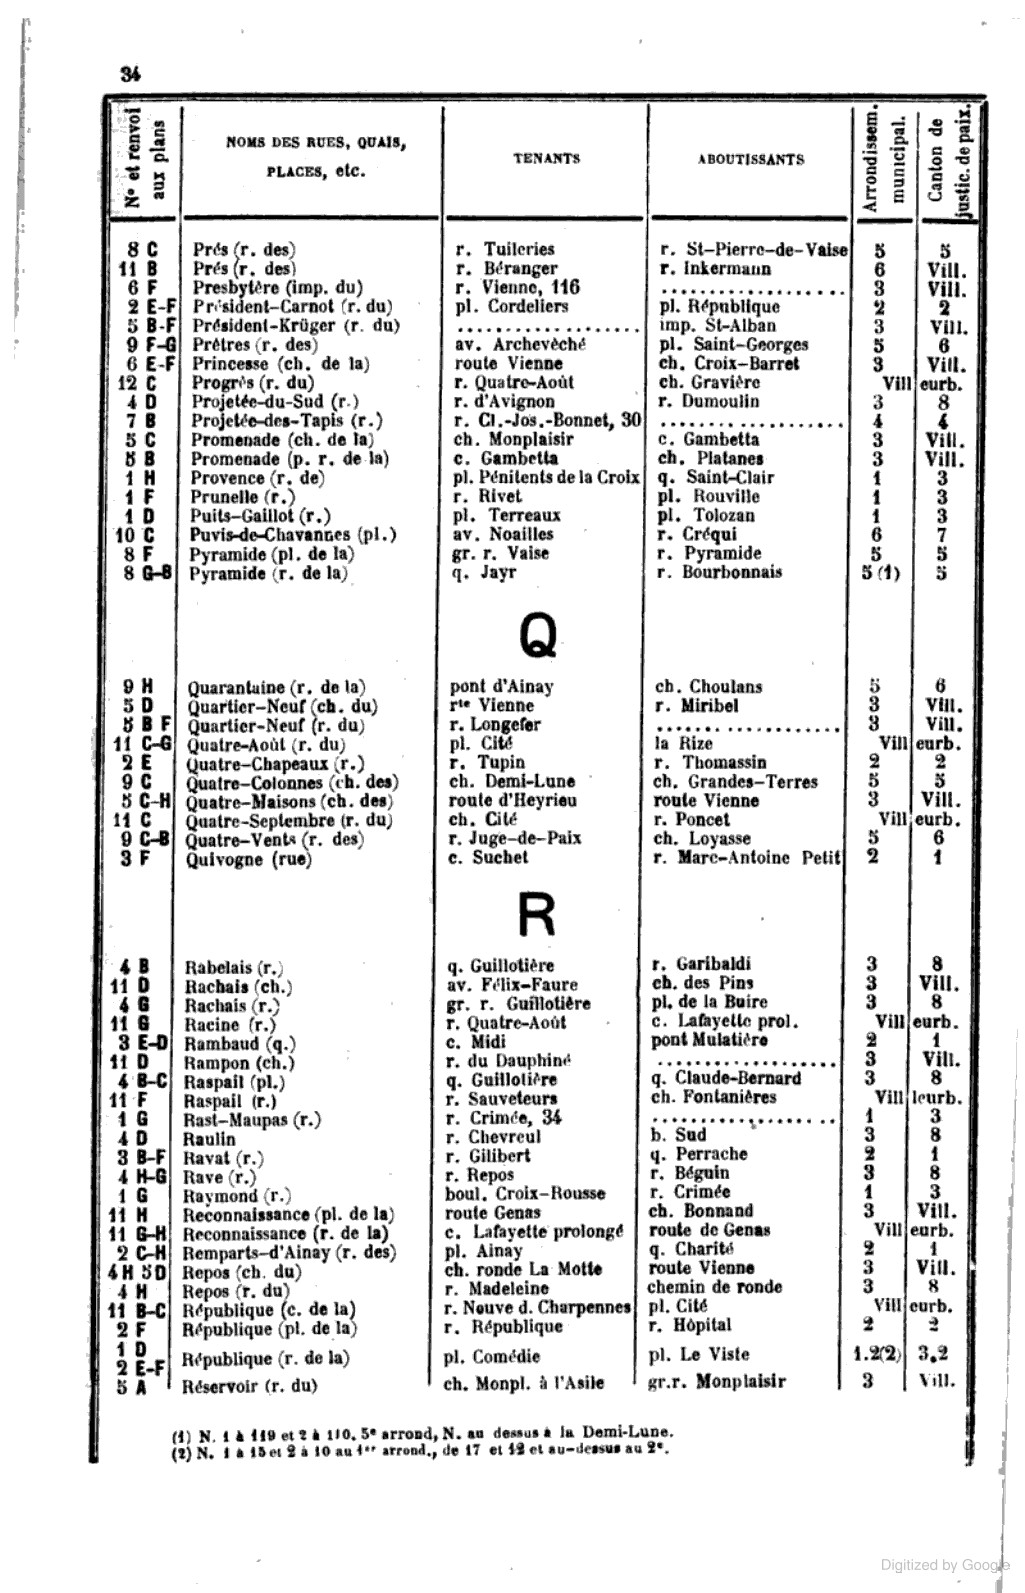 34
N° et renvoi aux plans | NOMS DES RUES, QUAIS, PLACES, etc. | TENANTS | ABOUTISSANTS | Arrondissem. municipal. | Canton de justic. de paix.
8 C Prés (r. des) r. Tuileries r. St-Pierre-de-Vaise 5 5
11 B Prés (r. des) r. Béranger r. Inkermann 6 Vill.
6 F Presbytère (imp. du) r. Vienne, 116 .................. 3 Vill.
2 E-F Président-Carnot (r. du) pl. Cordeliers pl. République 2 2
5 B-F Président-Krüger (r. du) .................. imp. St-Alban 3 Vill.
9 F-G Prêtres (r. des) av. Archevêché pl. Saint-Georges 5 6
6 E-F Princesse (ch. de la) route Vienne ch. Croix-Barret 3 Vill.
12 C Progrès (r. du) r. Quatre-Août ch. Gravière Vill eurb.
4 D Projetée-du-Sud (r.) r. d'Avignon r. Dumoulin 3 8
7 B Projetée-des-Tapis (r.) r. Cl.-Jos.-Bonnet, 30 .................. 4 4
5 C Promenade (ch. de la) ch. Monplaisir c. Gambetta 3 Vill.
5 B Promenade (p. r. de la) c. Gambetta ch. Platanes 3 Vill.
1 H Provence (r. de) pl. Pénitents de la Croix q. Saint-Clair 1 3
1 F Prunelle (r.) r. Rivet pl. Rouville 1 3
1 D Puits-Gaillot (r.) pl. Terreaux pl. Tolozan 1 3
10 C Puvis-de-Chavannes (pl.) av. Noailles r. Créqui 6 7
8 F Pyramide (pl. de la) gr. r. Vaise r. Pyramide 5 5
8 G-B Pyramide (r. de la) q. Jayr r. Bourbonnais 5 (1) 5
Q
9 H Quarantaine (r. de la) pont d'Ainay ch. Choulans 5 6
5 D Quartier-Neuf (ch. du) rte Vienne r. Miribel 3 Vill.
5 B F Quartier-Neuf (r. du) r. Longefer .................. 3 Vill.
11 C-G Quatre-Août (r. du) pl. Cité la Rize Vill eurb.
2 E Quatre-Chapeaux (r.) r. Tupin r. Thomassin 2 2
9 C Quatre-Colonnes (ch. des) ch. Demi-Lune ch. Grandes-Terres 5 5
5 C-H Quatre-Maisons (ch. des) route d'Heyrieu route Vienne 3 Vill.
11 C Quatre-Septembre (r. du) ch. Cité r. Poncet Vill eurb.
9 C-B Quatre-Vents (r. des) r. Juge-de-Paix ch. Loyasse 5 6
3 F Quivogne (rue) c. Suchet r. Marc-Antoine Petit 2 1
R
4 B Rabelais (r.) q. Guillotière r. Garibaldi 3 8
11 D Rachais (ch.) av. Félix-Faure ch. des Pins 3 Vill.
4 G Rachais (r.) gr. r. Guillotière pl. de la Buire 3 8
11 G Racine (r.) r. Quatre-Août c. Lafayette prol. Vill eurb.
3 E-D Rambaud (q.) c. Midi pont Mulatière 2 1
11 D Rampon (ch.) r. du Dauphiné .................. 3 Vill.
4 B-C Raspail (pl.) q. Guillotière q. Claude-Bernard 3 8
11 F Raspail (r.) r. Sauveteurs ch. Fontanières Vill leurb.
1 G Rast-Maupas (r.) r. Crimée, 34 .................. 1 3
4 D Raulin r. Chevreul b. Sud 3 8
3 B-F Ravat (r.) r. Gilibert q. Perrache 2 1
4 H-G Rave (r.) r. Repos r. Béguin 3 8
1 G Raymond (r.) boul. Croix-Rousse r. Crimée 1 3
11 H Reconnaissance (pl. de la) route Genas ch. Bonnand 3 Vill.
11 G-H Reconnaissance (r. de la) c. Lafayette prolongé route de Genas Vill eurb.
2 C-H Remparts-d'Ainay (r. des) pl. Ainay q. Charité 2 1
4H 5D Repos (ch. du) ch. ronde La Motte route Vienne 3 Vill.
4 H Repos (r. du) r. Madeleine chemin de ronde 3 8
11 B-C République (c. de la) r. Neuve d. Charpennes pl. Cité Vill eurb.
2 F République (pl. de la) r. République r. Hôpital 2 2
1 D
2 E-F République (r. de la) pl. Comédie pl. Le Viste 1.2(2) 3.2
5 A Réservoir (r. du) ch. Monpl. à l'Asile gr.r. Monplaisir 3 Vill.
(1) N. 1 à 119 et 2 à 110. 5e arrond, N. au dessus à la Demi-Lune.
(2) N. 1 à 15 et 2 à 10 au 1er arrond., de 17 et 12 et au-dessus au 2e.
Digitized by Google